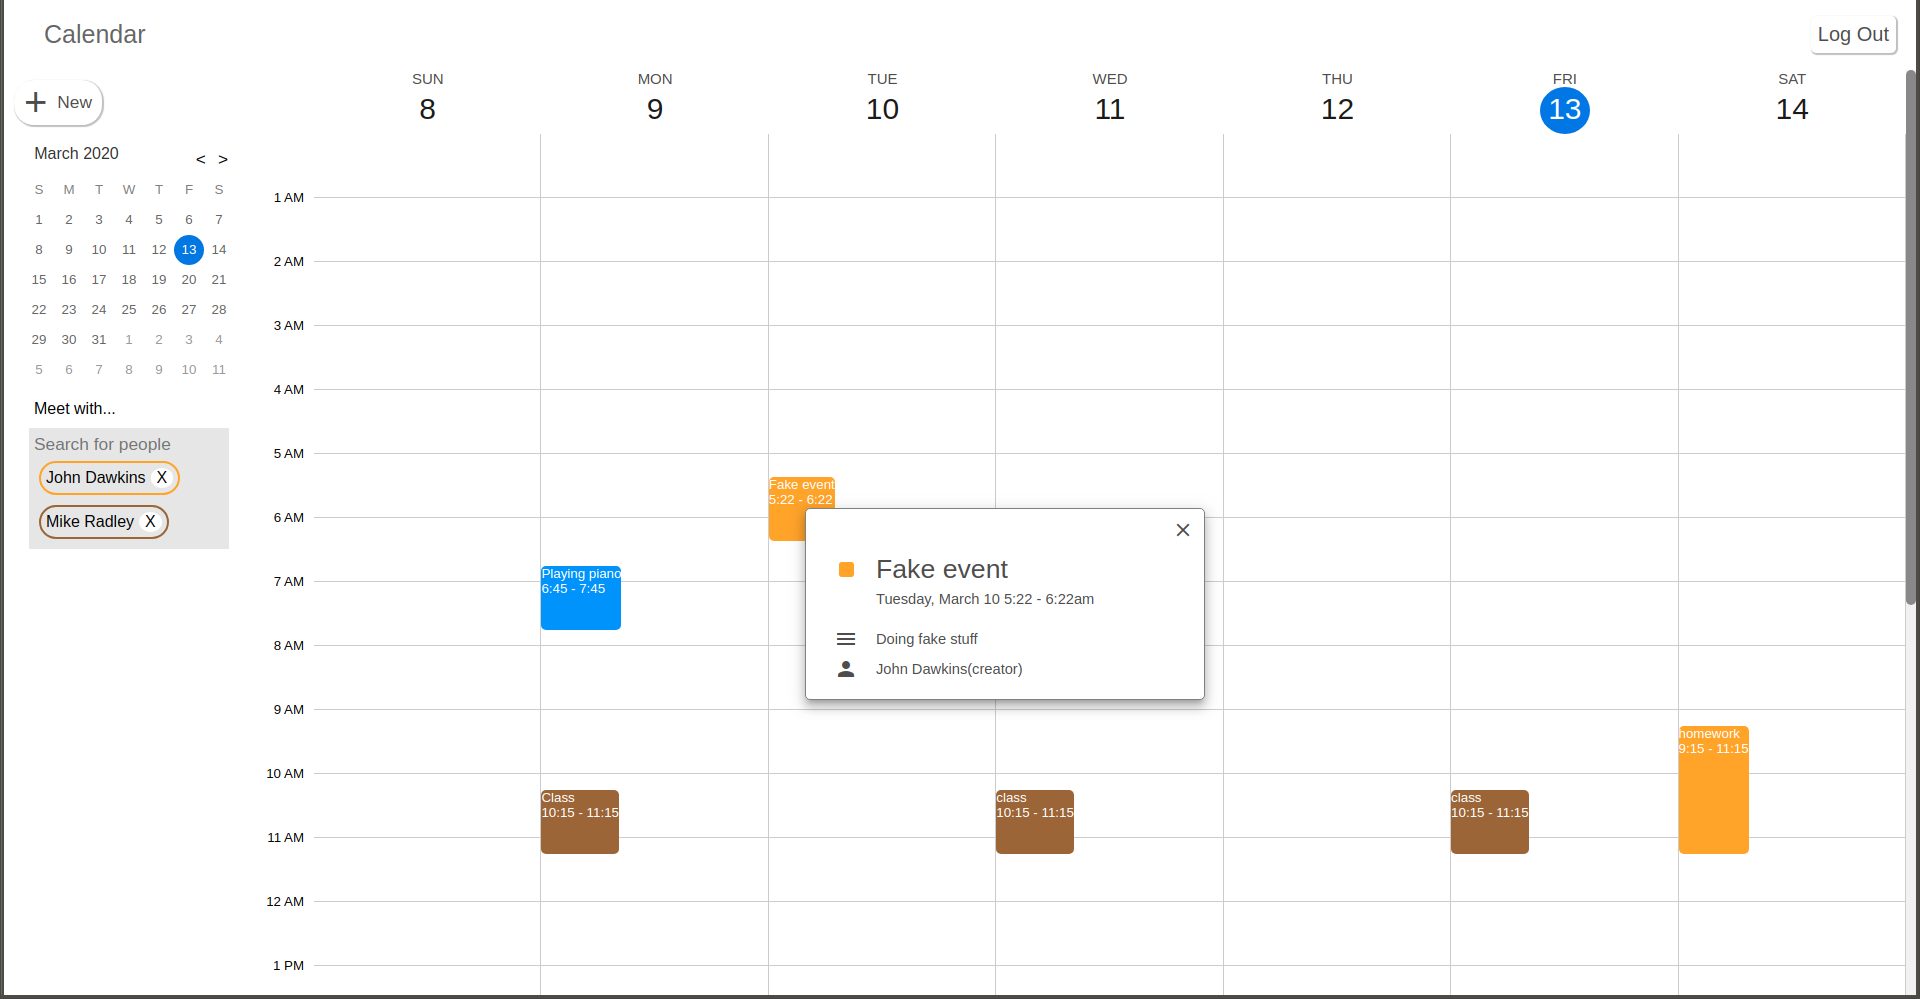 Calendar
Log Out
SUN MON TUE WED THU FRI SAT
8 9 10 11 12 13 14
+ New
March 2020 < >
S M T W T F S
1 2 3 4 5 6 7
8 9 10 11 12 13 14
15 16 17 18 19 20 21
22 23 24 25 26 27 28
29 30 31 1 2 3 4
5 6 7 8 9 10 11
Meet with...
Search for people
John Dawkins X
Mike Radley X
1 AM
2 AM
3 AM
4 AM
5 AM
6 AM
7 AM
8 AM
9 AM
10 AM
11 AM
12 AM
1 PM
Playing piano
6:45 - 7:45
Class
10:15 - 11:15
Fake event
5:22 - 6:22
Fake event
Tuesday, March 10 5:22 - 6:22am
Doing fake stuff
John Dawkins(creator)
class
10:15 - 11:15
class
10:15 - 11:15
homework
9:15 - 11:15